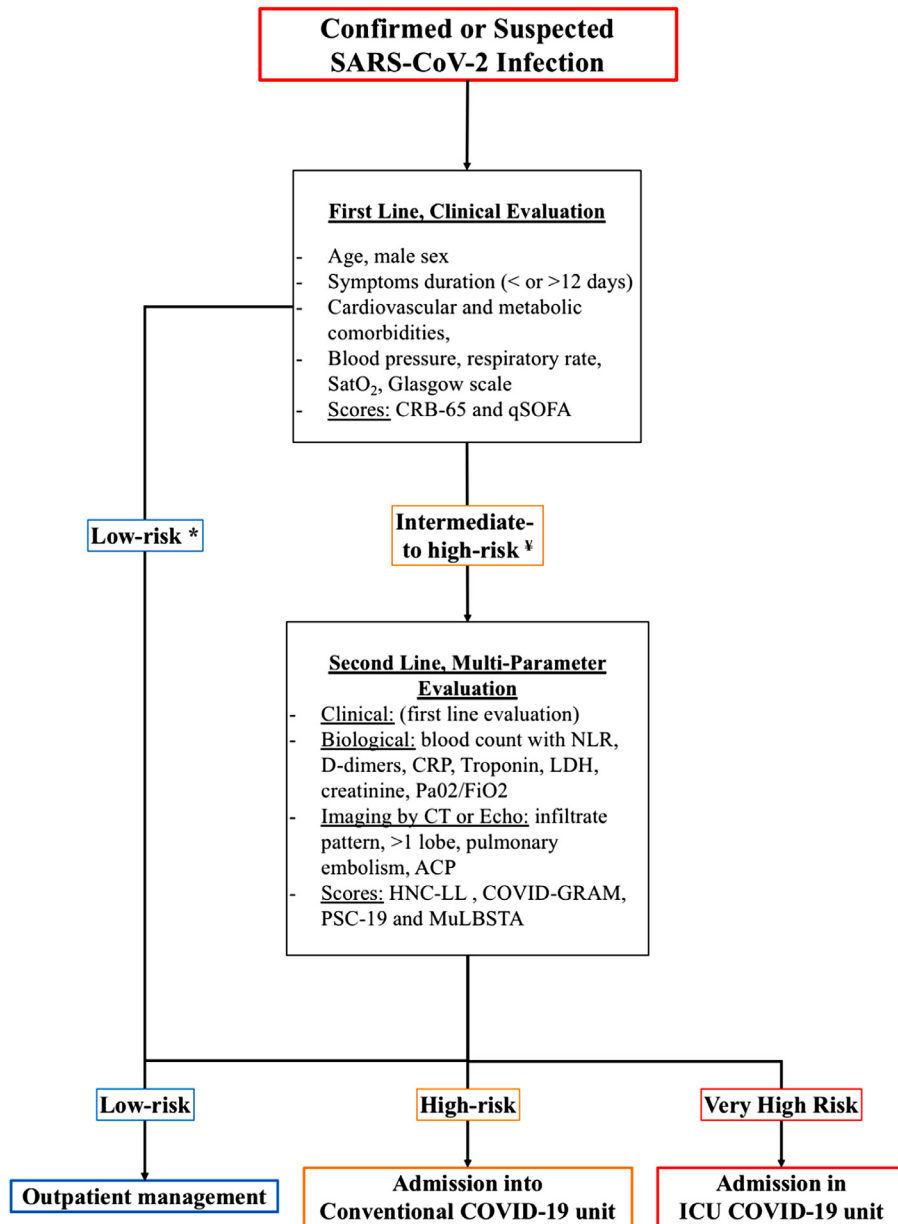 Confirmed or Suspected
SARS-CoV-2 Infection
First Line, Clinical Evaluation
- Age, male sex
- Symptoms duration (< or >12 days)
- Cardiovascular and metabolic
comorbidities,
- Blood pressure, respiratory rate,
SatO₂, Glasgow scale
- Scores: CRB-65 and qSOFA
Low-risk *
Intermediate-
to high-risk ¥
Second Line, Multi-Parameter
Evaluation
- Clinical: (first line evaluation)
- Biological: blood count with NLR,
D-dimers, CRP, Troponin, LDH,
creatinine, Pa02/FiO2
- Imaging by CT or Echo: infiltrate
pattern, >1 lobe, pulmonary
embolism, ACP
- Scores: HNC-LL , COVID-GRAM,
PSC-19 and MuLBSTA
Low-risk
High-risk
Very High Risk
Outpatient management
Admission into
Conventional COVID-19 unit
Admission in
ICU COVID-19 unit